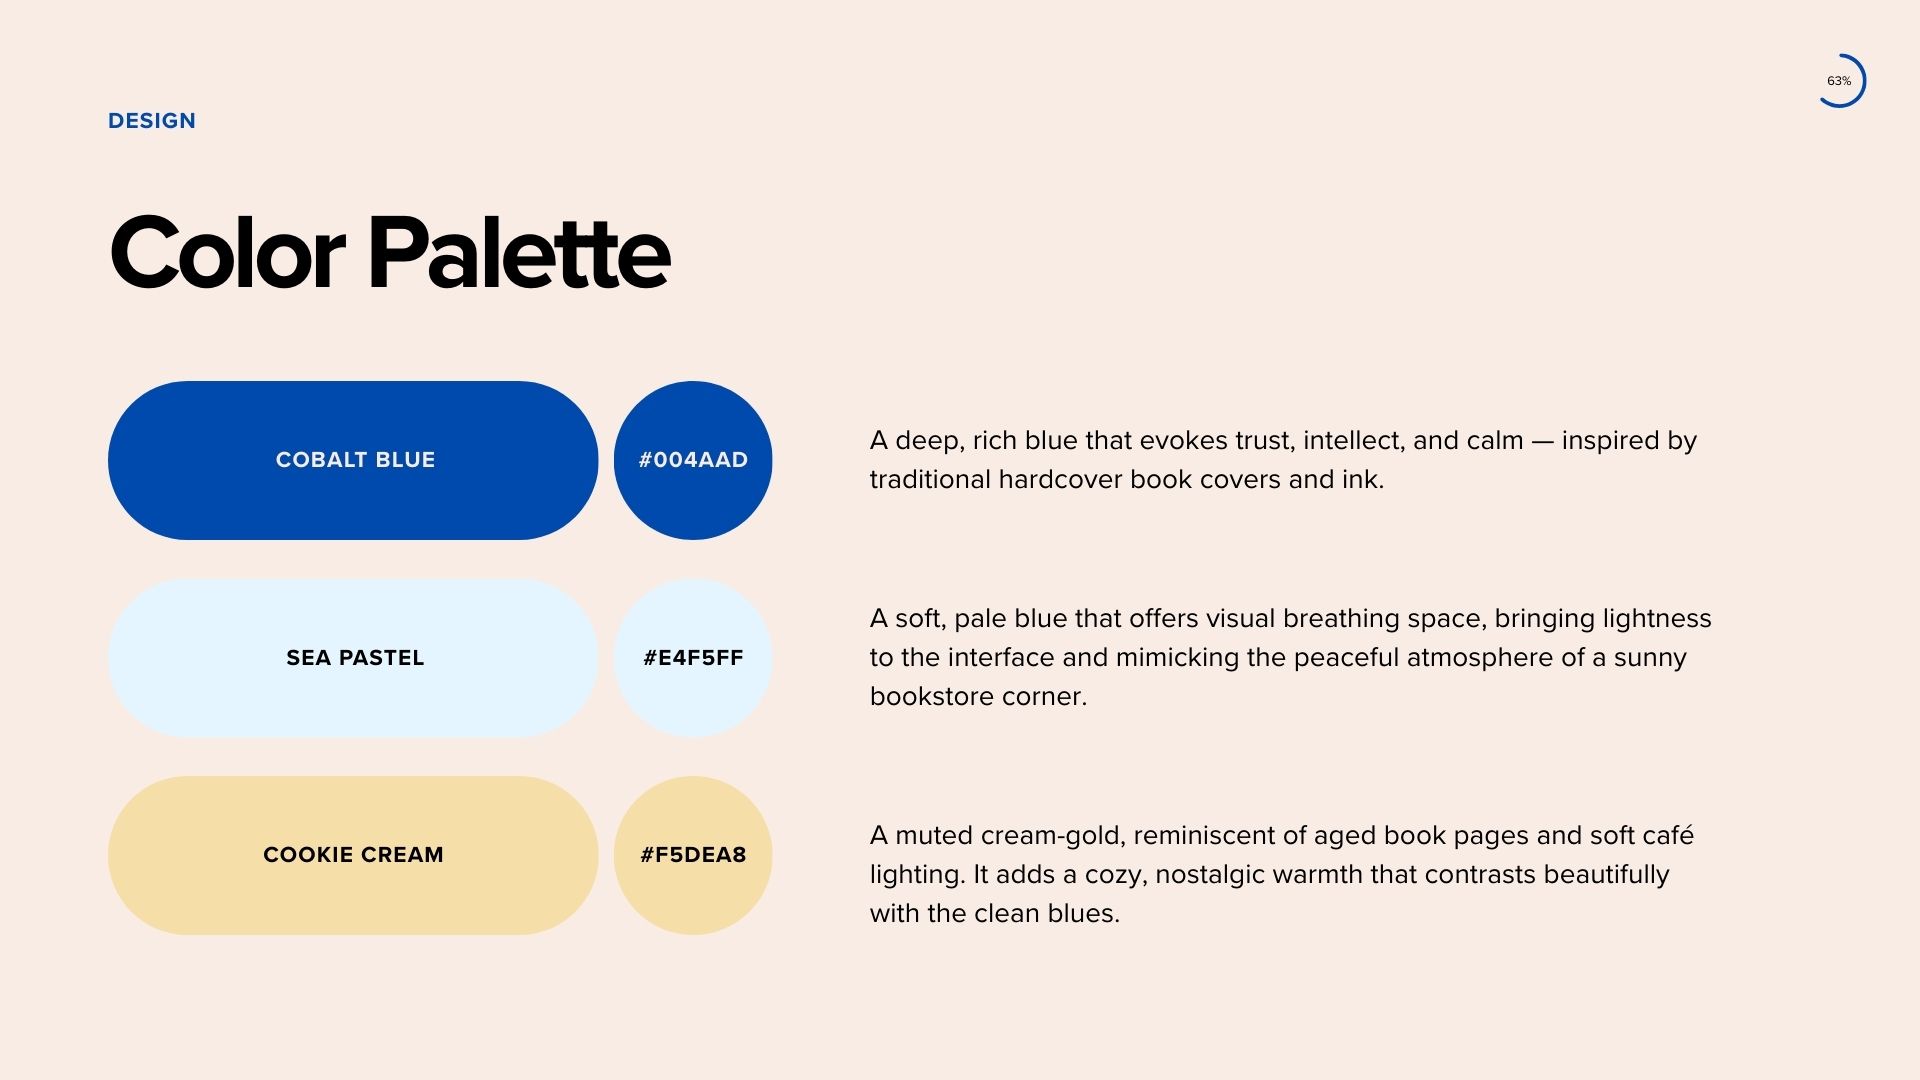 63%
DESIGN
Color Palette
COBALT BLUE
#004AAD
A deep, rich blue that evokes trust, intellect, and calm — inspired by
traditional hardcover book covers and ink.
SEA PASTEL
#E4F5FF
A soft, pale blue that offers visual breathing space, bringing lightness
to the interface and mimicking the peaceful atmosphere of a sunny
bookstore corner.
COOKIE CREAM
#F5DEA8
A muted cream-gold, reminiscent of aged book pages and soft café
lighting. It adds a cozy, nostalgic warmth that contrasts beautifully
with the clean blues.